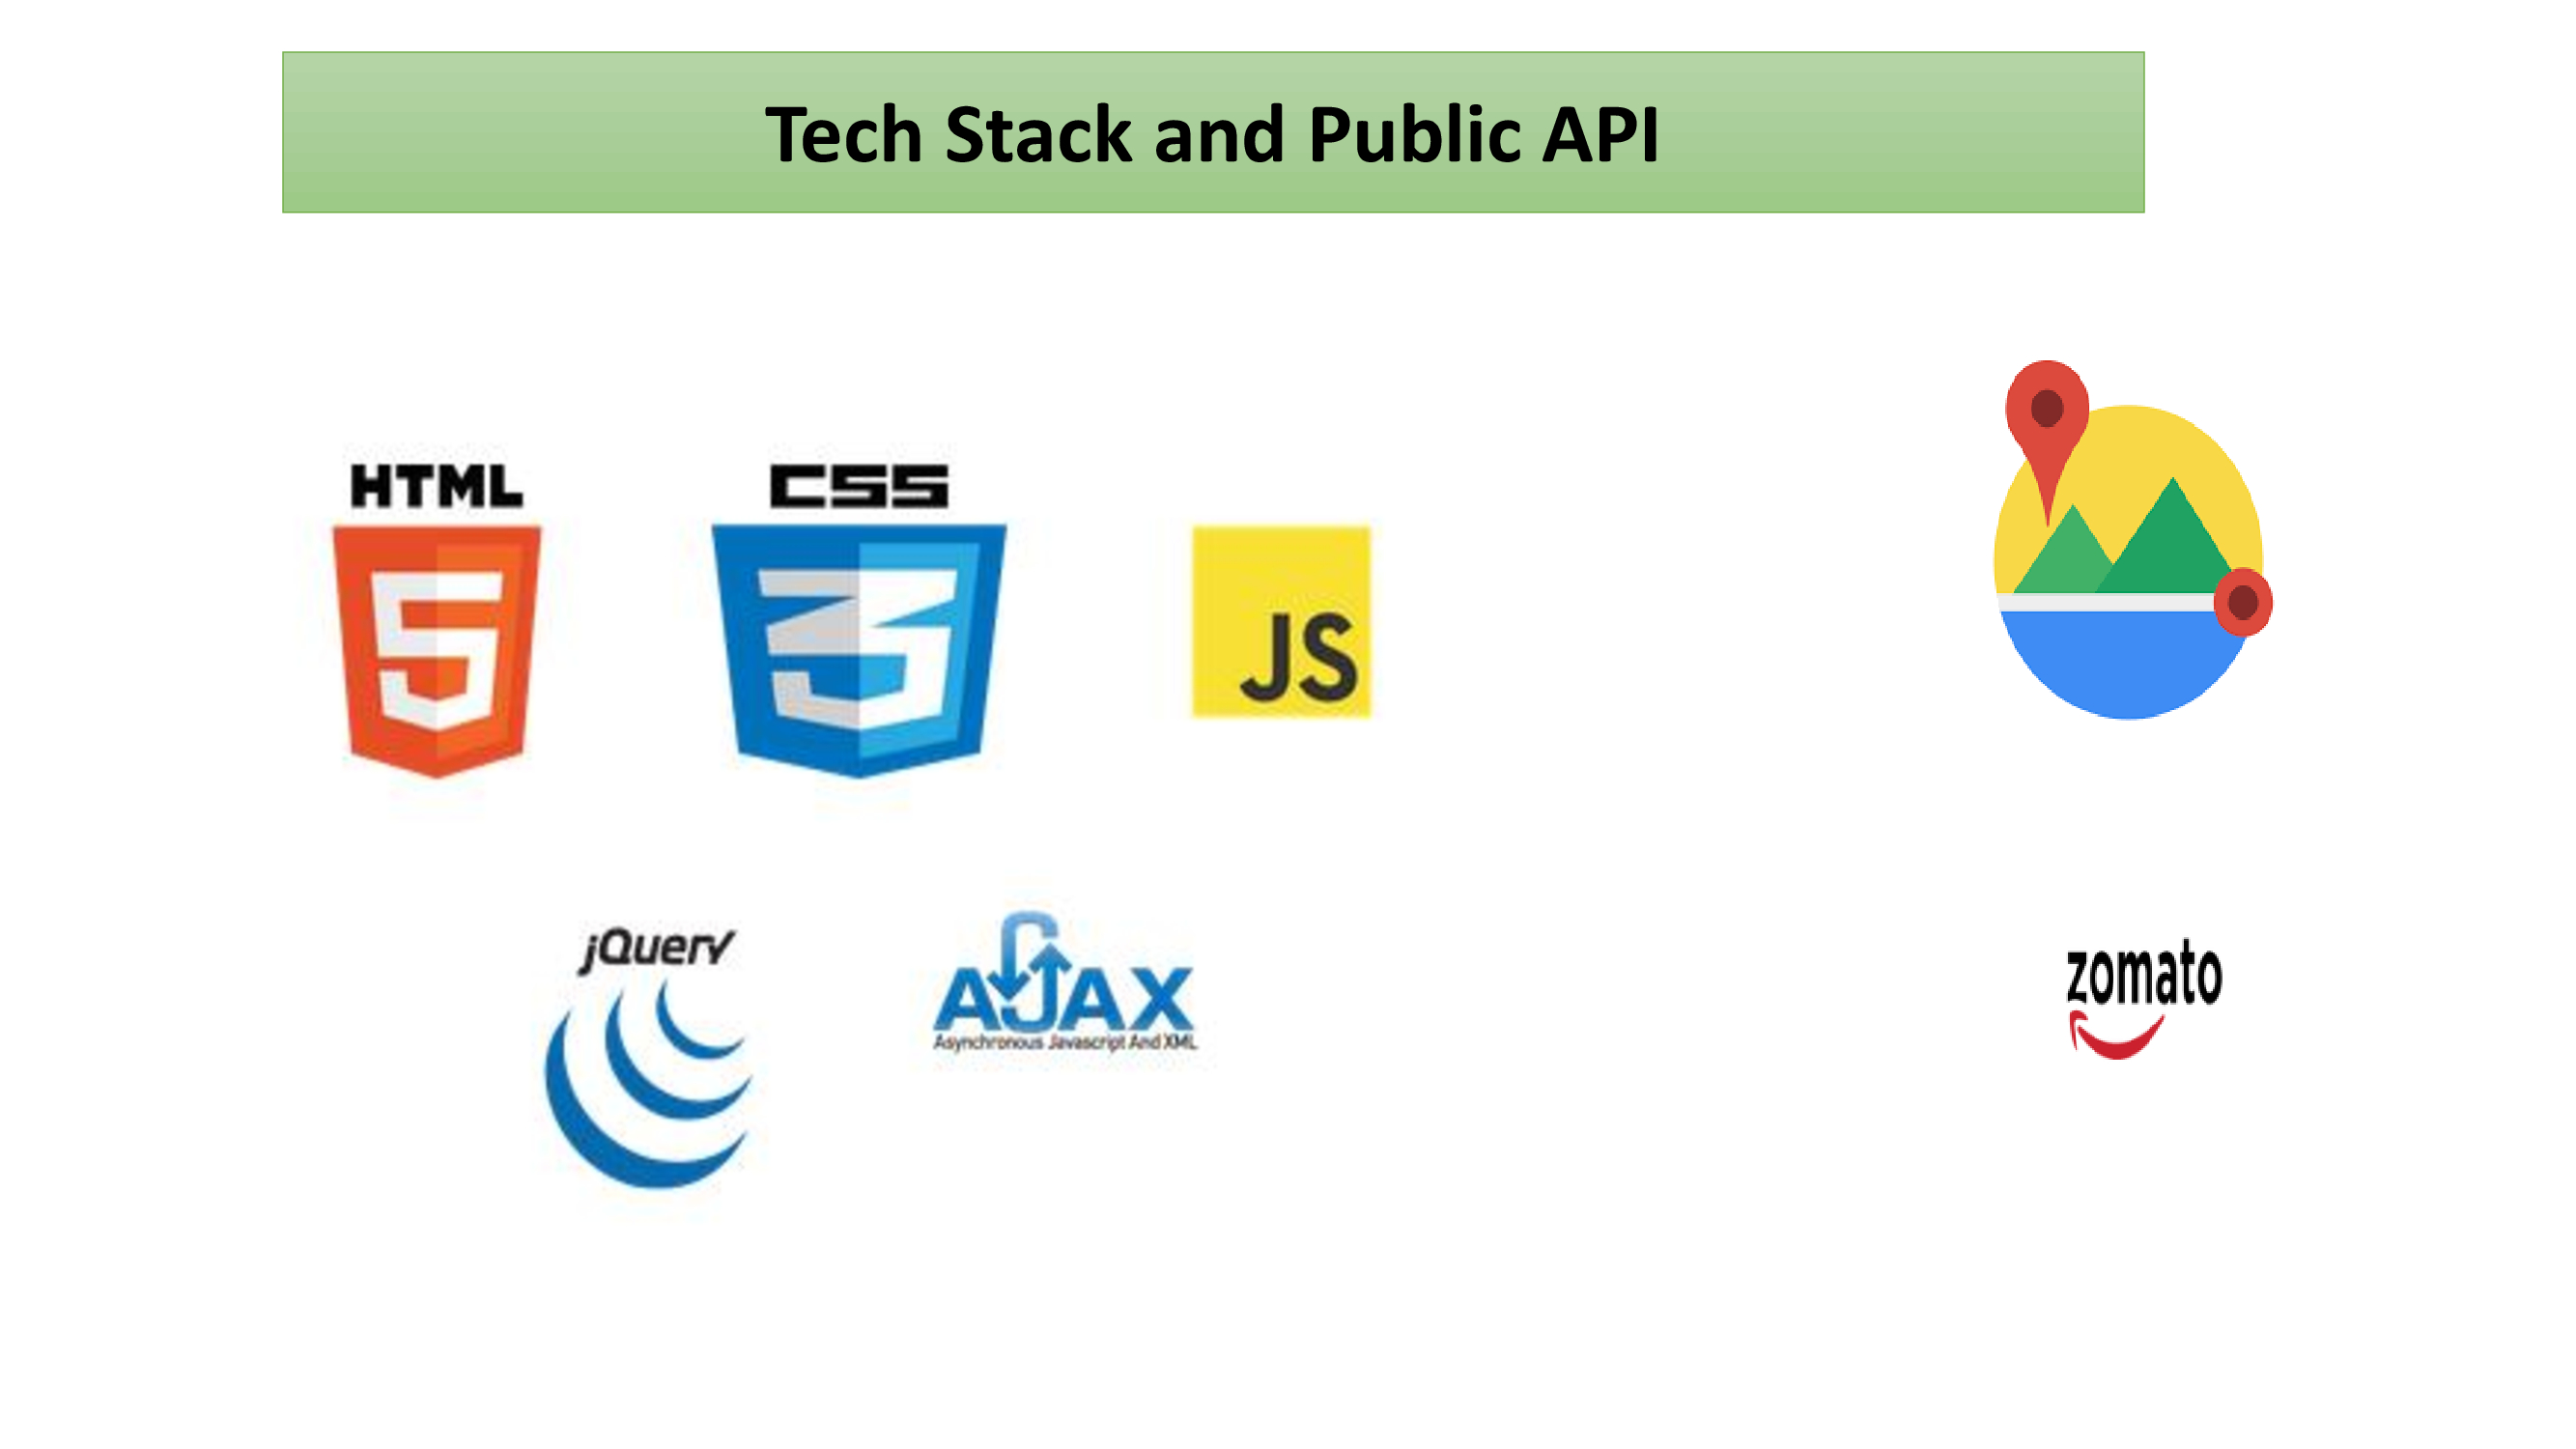 Tech Stack and Public API
HTML
5
CSS
3
JS
jQuery
AJAX
Asynchronous Javascript And XML
zomato